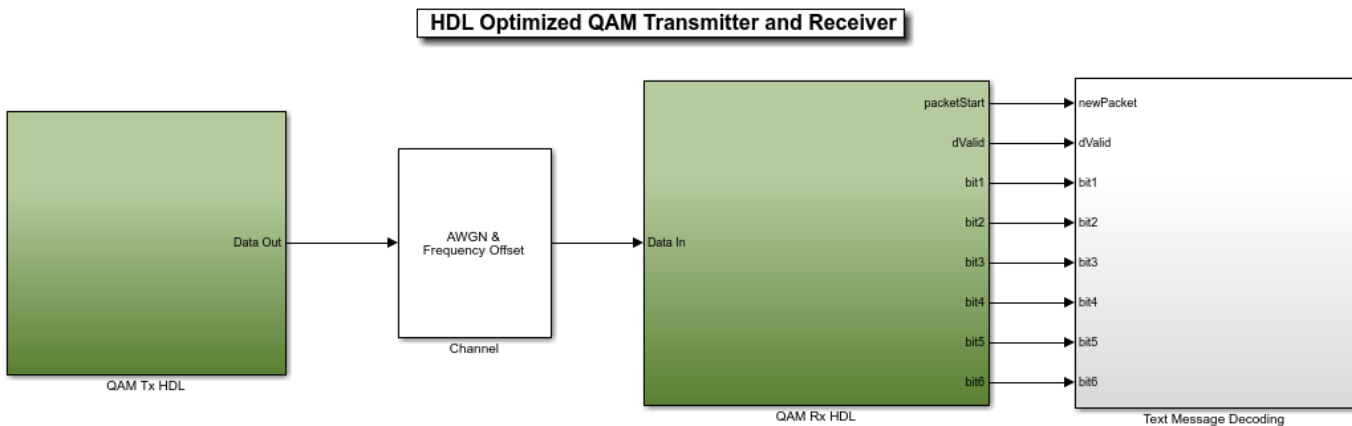 HDL Optimized QAM Transmitter and Receiver
Data Out
QAM Tx HDL
AWGN &
Frequency Offset
Channel
Data In
packetStart
dValid
bit1
bit2
bit3
bit4
bit5
bit6
QAM Rx HDL
newPacket
dValid
bit1
bit2
bit3
bit4
bit5
bit6
Text Message Decoding